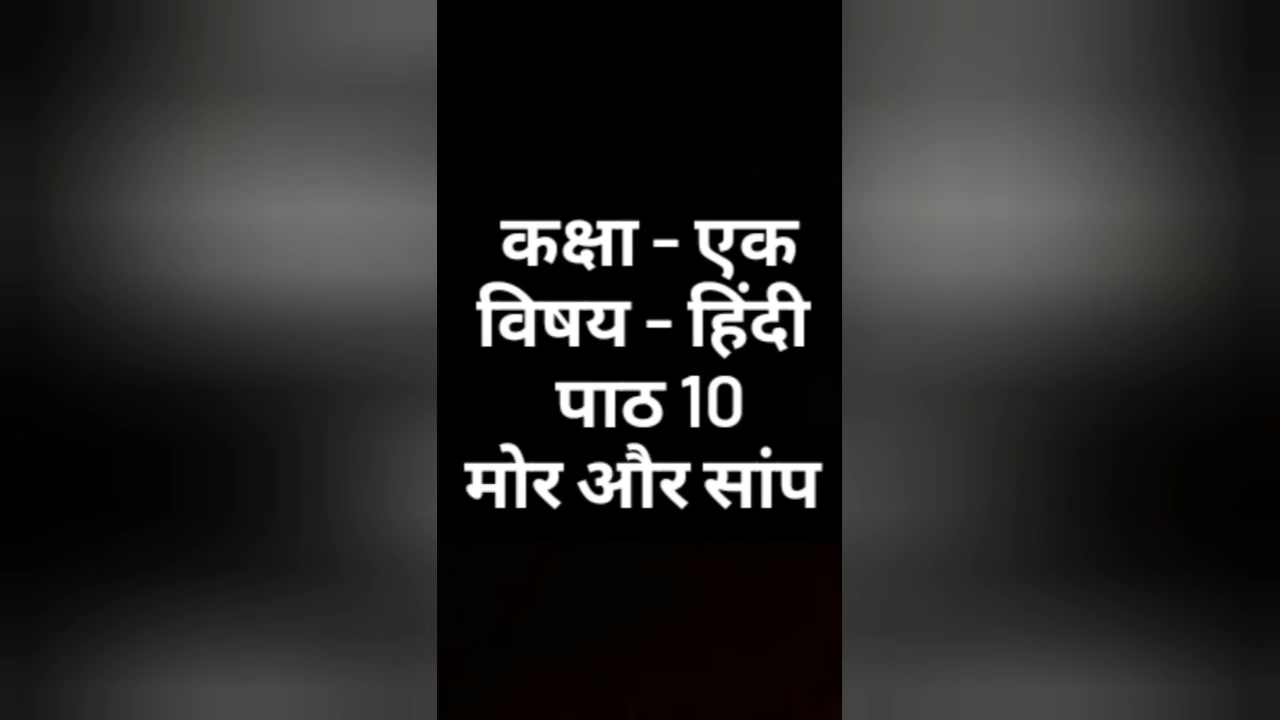 कक्षा - एक
विषय - हिंदी
पाठ 10
मोर और सांप